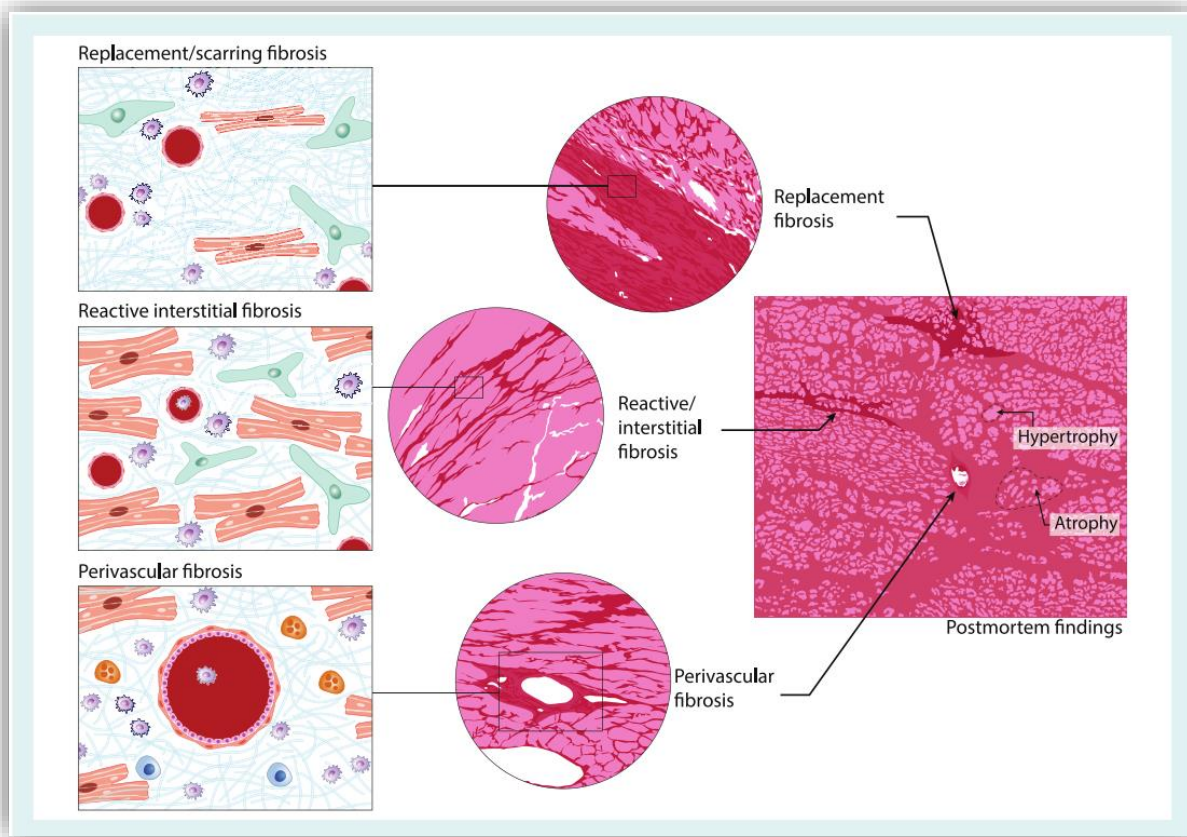 Replacement/scarring fibrosis
Replacement
fibrosis
Reactive interstitial fibrosis
Reactive/
interstitial
fibrosis
Hypertrophy
Atrophy
Postmortem findings
Perivascular fibrosis
Perivascular
fibrosis